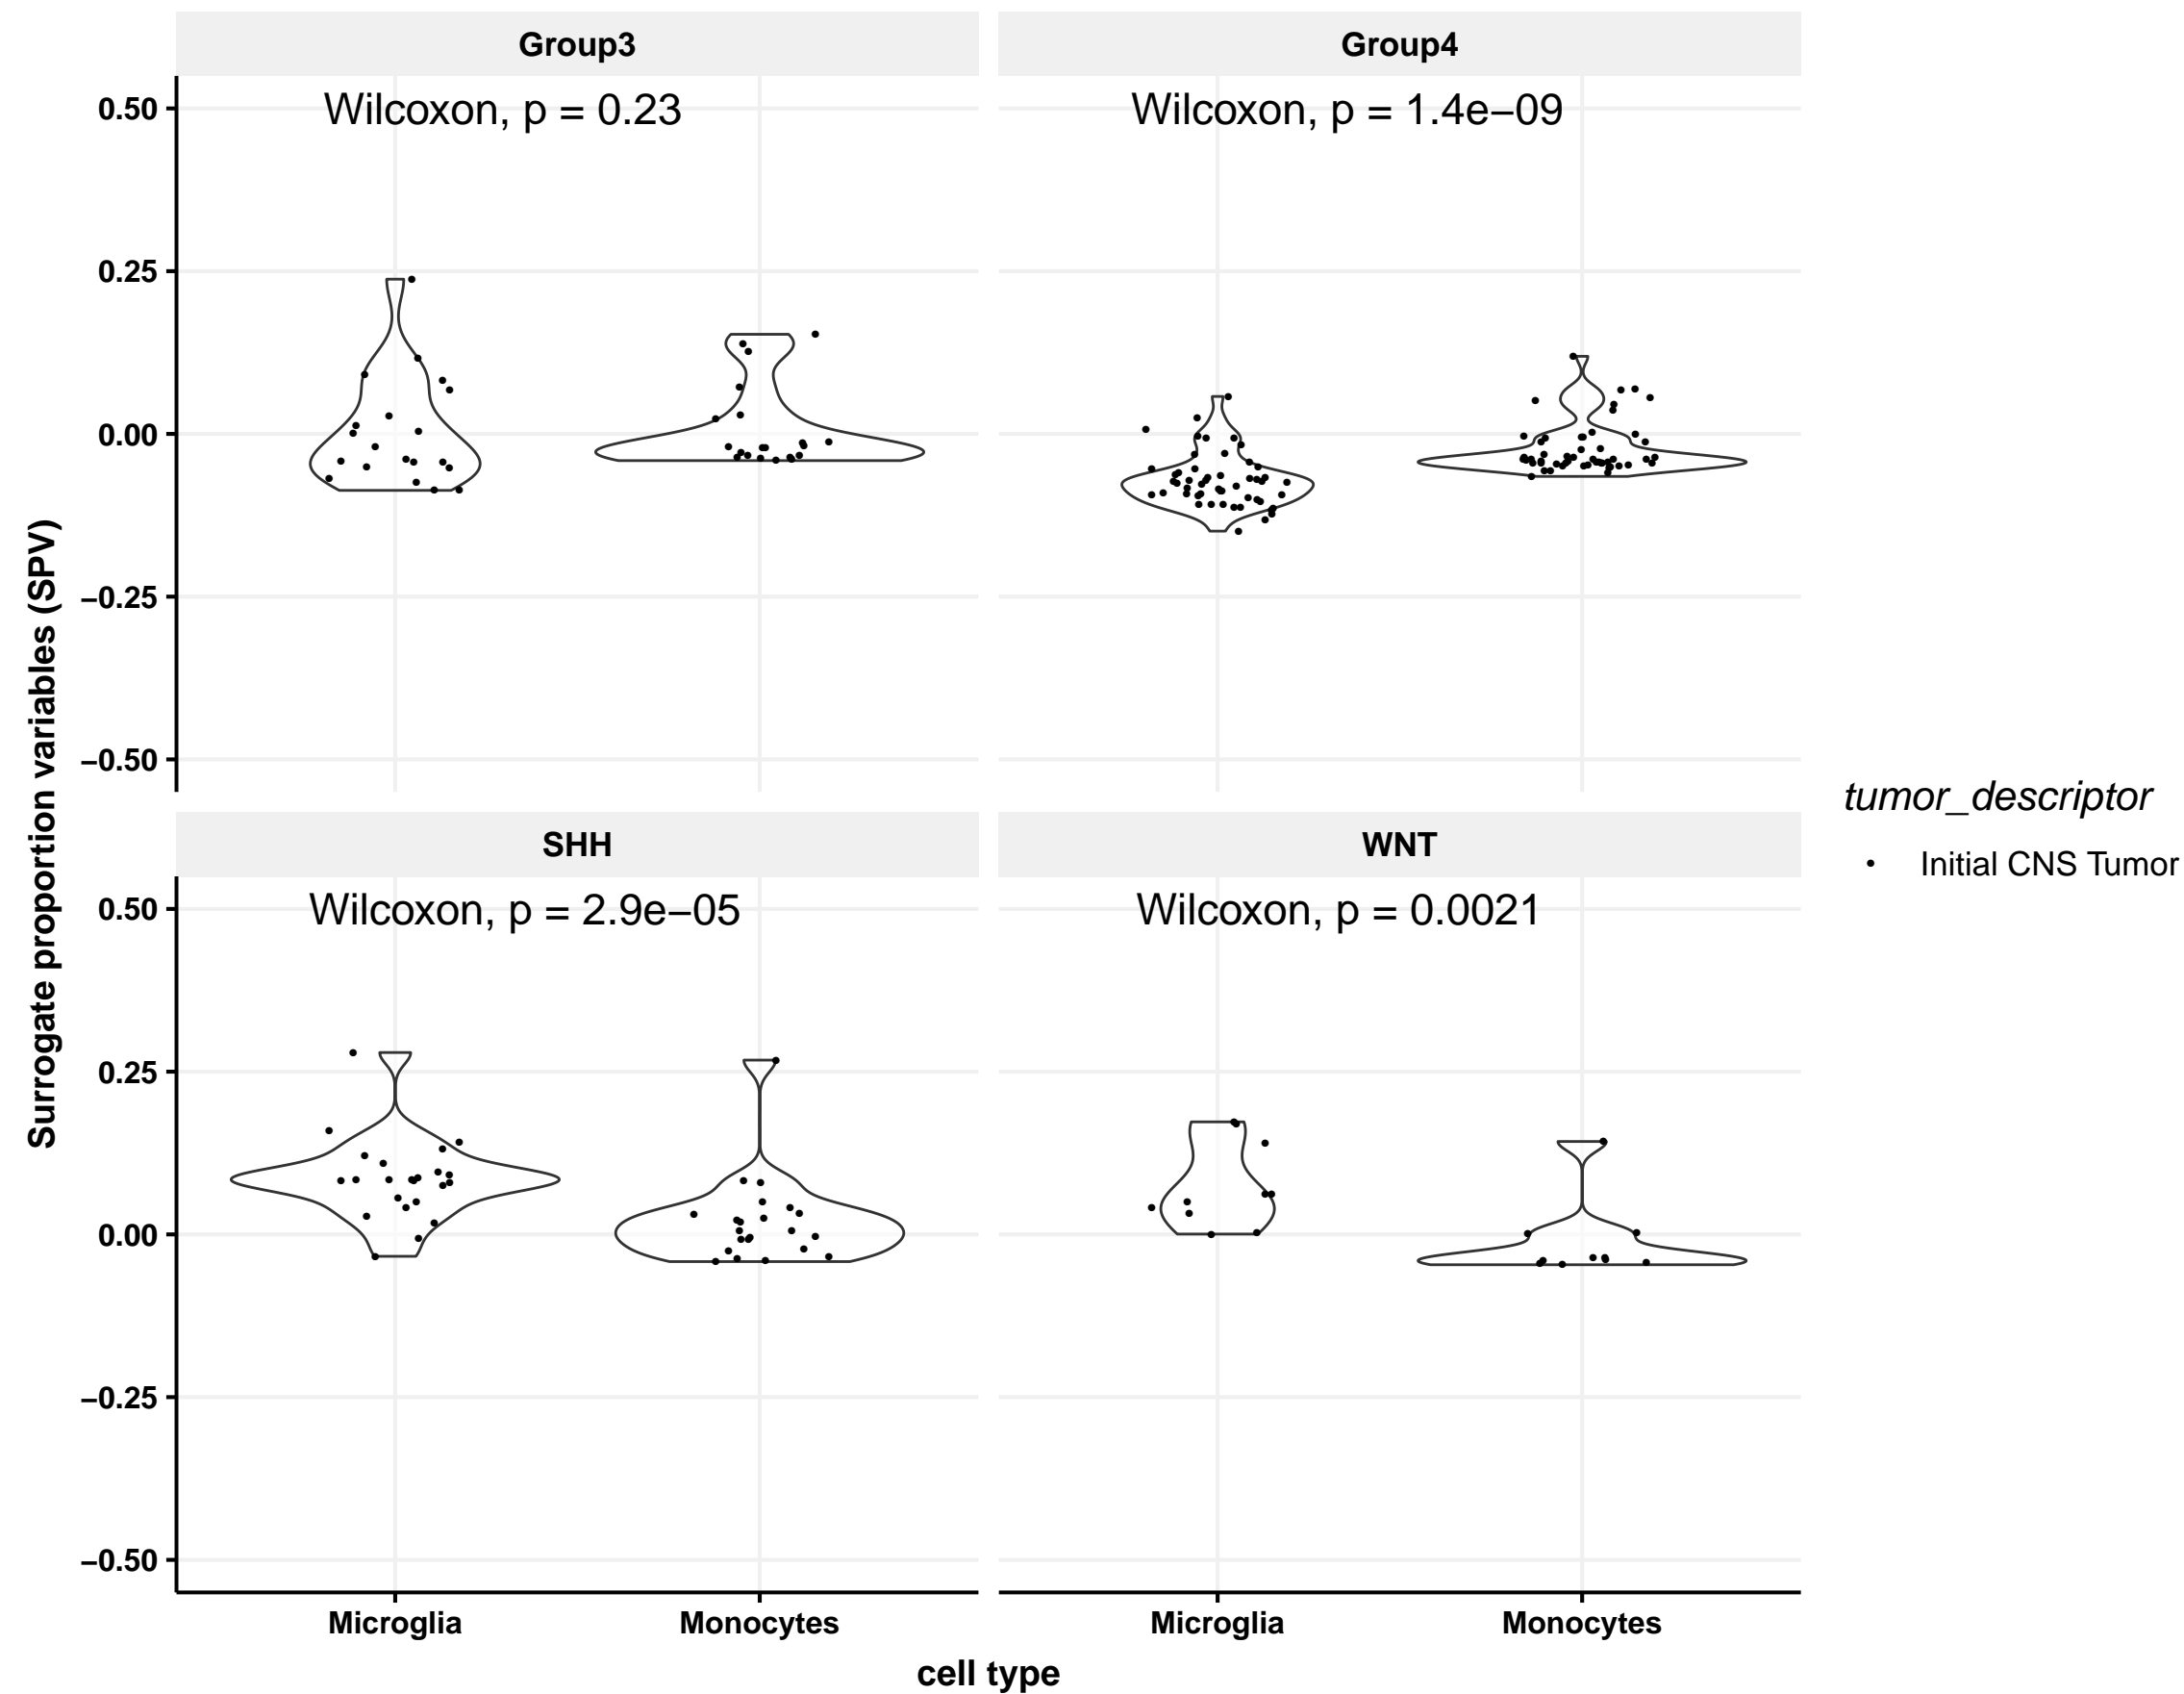 Group3
Group4
Wilcoxon, p = 0.23
Wilcoxon, p = 1.4e−09
0.50
0.25
0.00
−0.25
−0.50
SHH
WNT
Wilcoxon, p = 2.9e−05
Wilcoxon, p = 0.0021
0.50
0.25
0.00
−0.25
−0.50
Microglia
Monocytes
Microglia
Monocytes
cell type
Surrogate proportion variables (SPV)
tumor_descriptor
Initial CNS Tumor